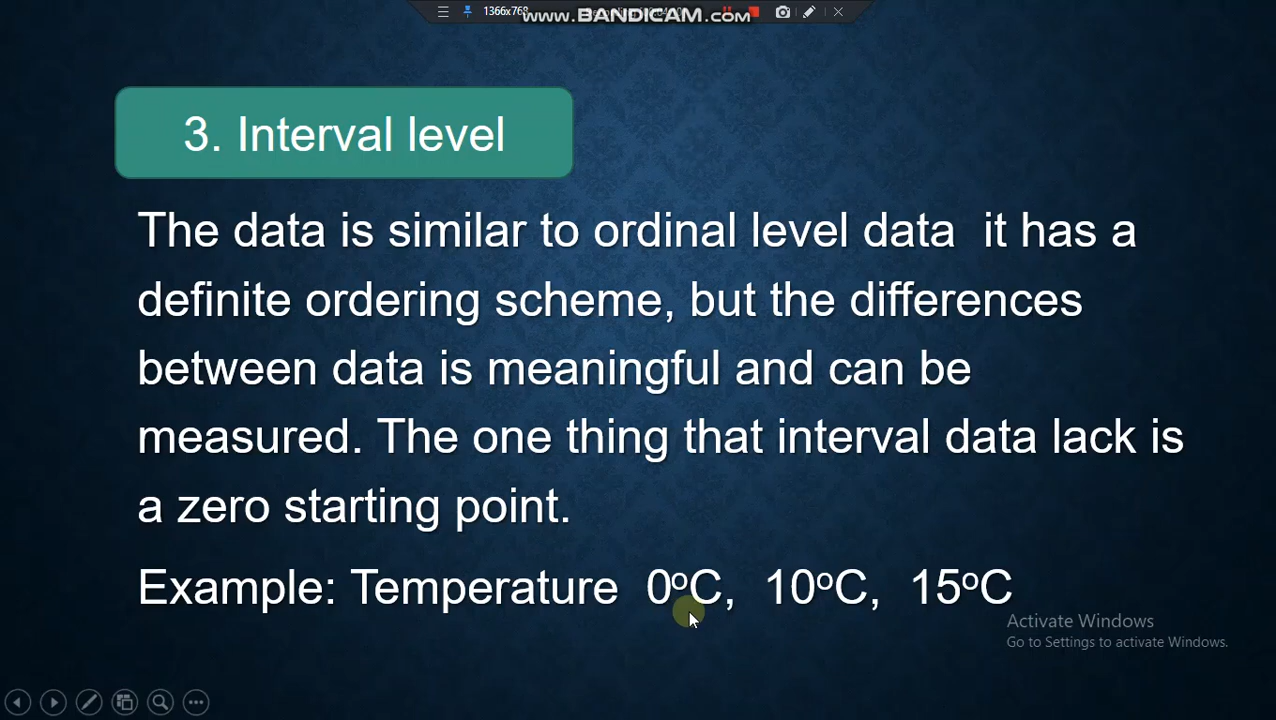 1366x768
www.BANDICAM.com
3. Interval level
The data is similar to ordinal level data it has a
definite ordering scheme, but the differences
between data is meaningful and can be
measured. The one thing that interval data lack is
a zero starting point.
Example: Temperature 0ºC, 10ºC, 15ºC
Activate Windows
Go to Settings to activate Windows.